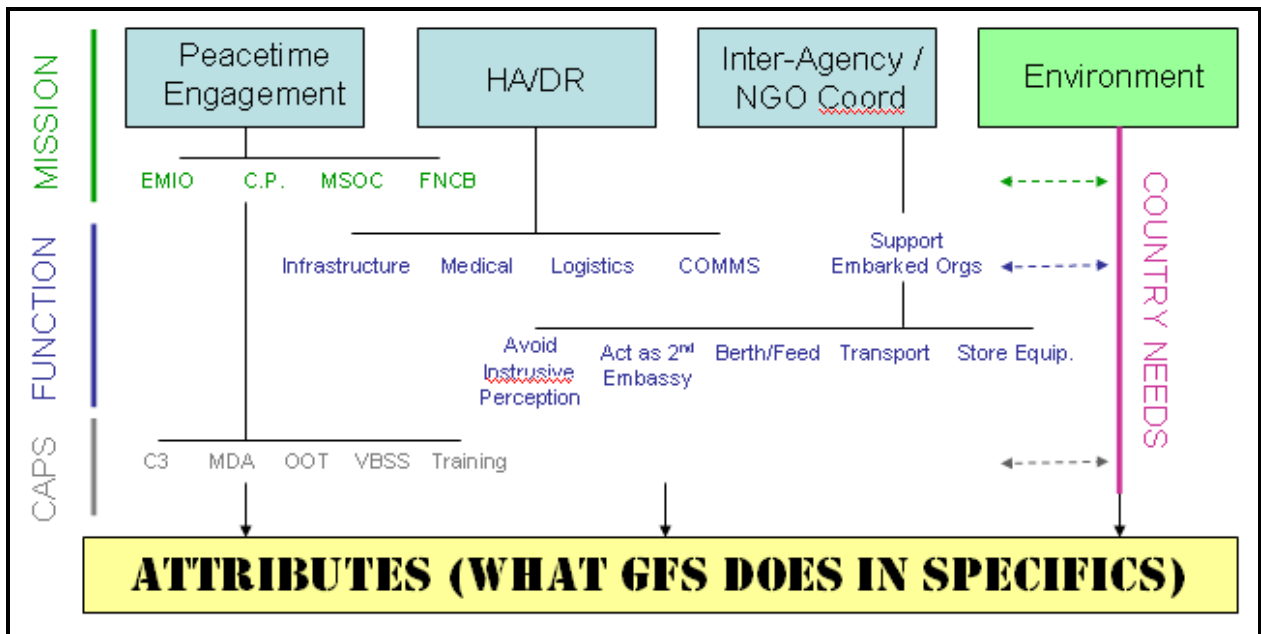 Peacetime
Engagement
HA/DR
Inter-Agency /
NGO Coord
Environment
MISSION
EMIO C.P. MSOC FNCB
COUNTRY NEEDS
FUNCTION
Infrastructure Medical Logistics COMMS
Support
Embarked Orgs
Avoid
Instrusive
Perception
Act as 2nd
Embassy
Berth/Feed Transport Store Equip.
CAPS
C3 MDA OOT VBSS Training
ATTRIBUTES (WHAT GFS DOES IN SPECIFICS)